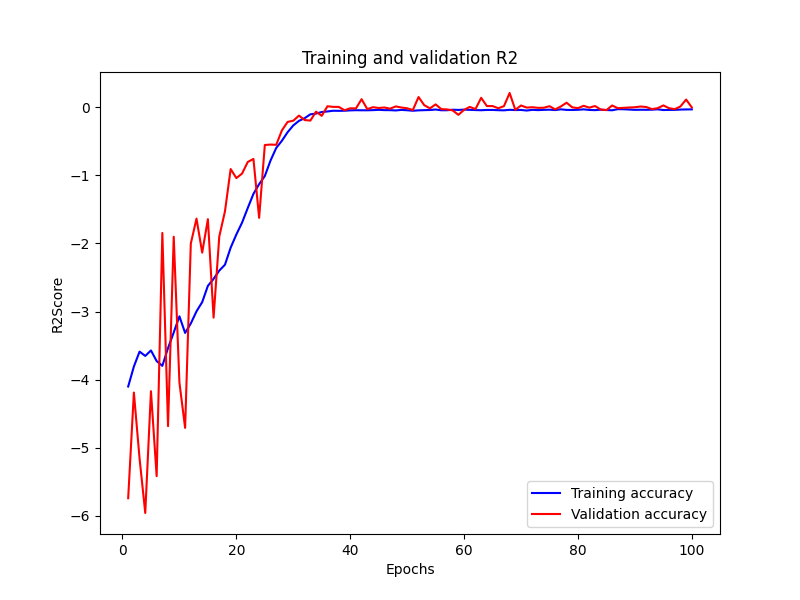 Training and validation R2
0
−1
−2
−3
−4
−5
−6
R2Score
0 20 40 60 80 100
Epochs
Training accuracy
Validation accuracy